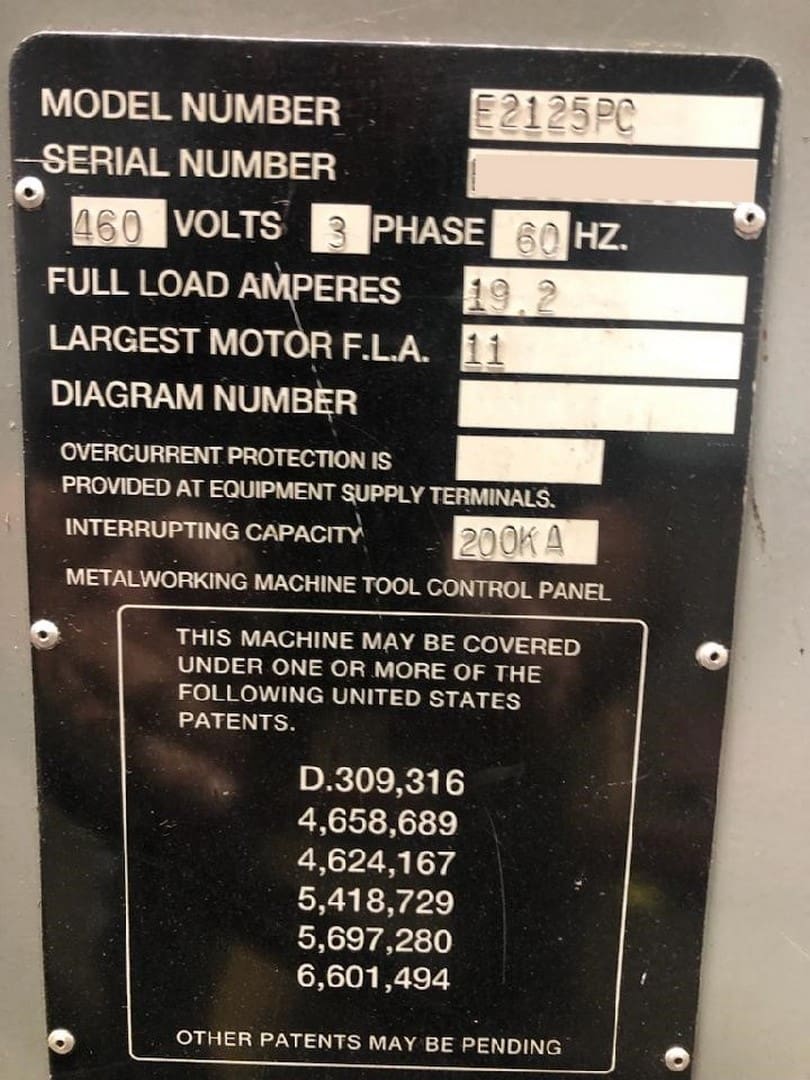 MODEL NUMBER E2125PC
SERIAL NUMBER
460 VOLTS 3 PHASE 60 HZ.
FULL LOAD AMPERES 19.2
LARGEST MOTOR F.L.A. 11
DIAGRAM NUMBER
OVERCURRENT PROTECTION IS
PROVIDED AT EQUIPMENT SUPPLY TERMINALS.
INTERRUPTING CAPACITY 200KA
METALWORKING MACHINE TOOL CONTROL PANEL
THIS MACHINE MAY BE COVERED
UNDER ONE OR MORE OF THE
FOLLOWING UNITED STATES
PATENTS.
D.309,316
4,658,689
4,624,167
5,418,729
5,697,280
6,601,494
OTHER PATENTS MAY BE PENDING